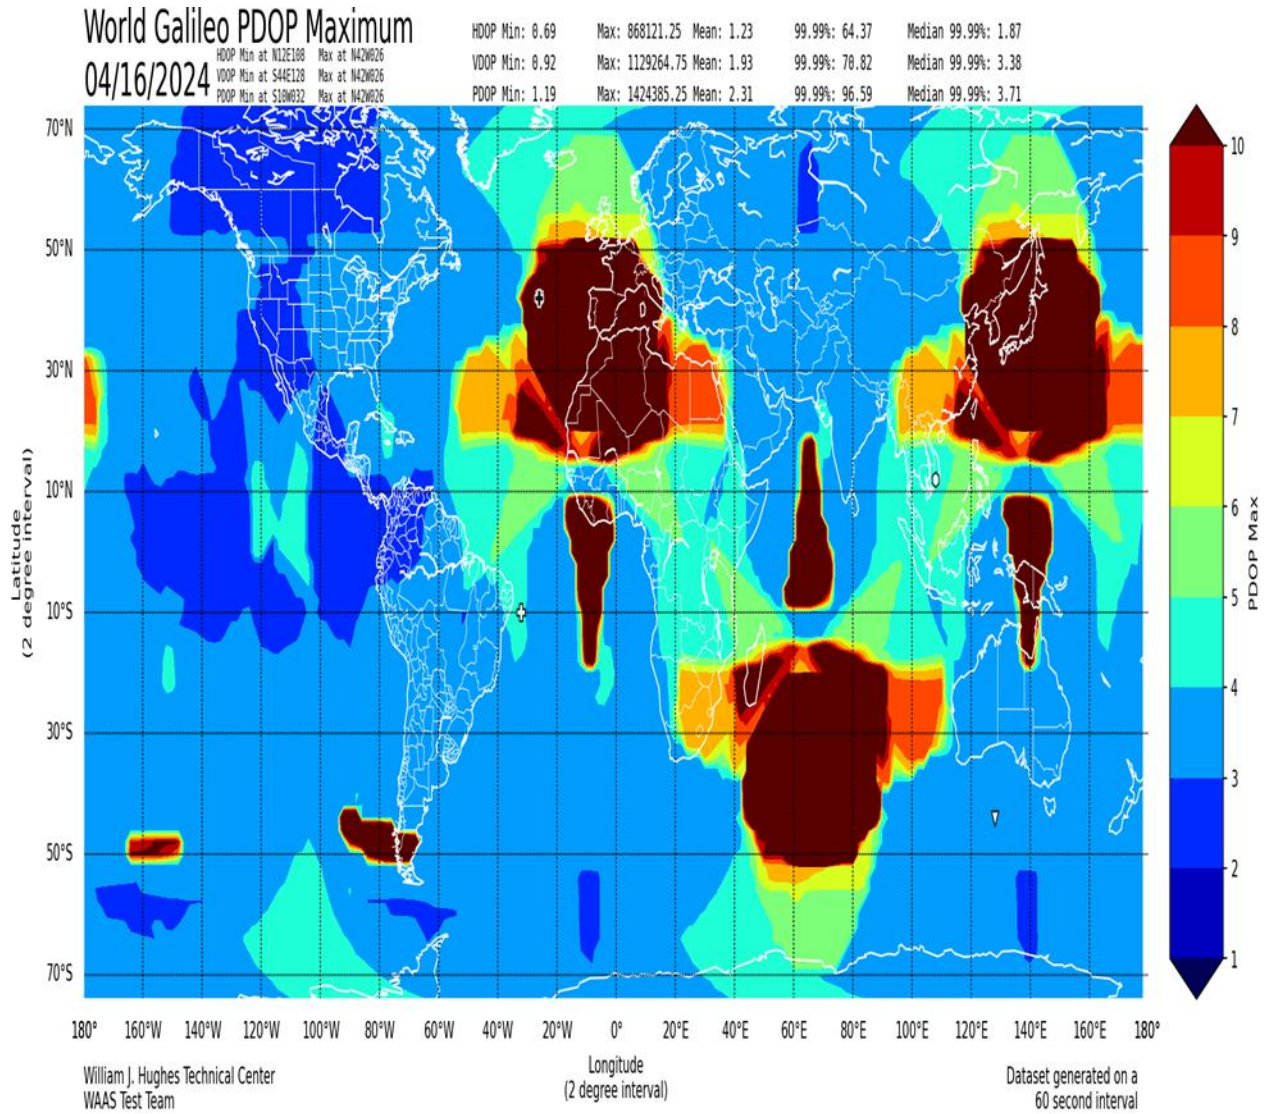 World Galileo PDOP Maximum
04/16/2024
HDOP Min at N12E108 Max at N42W026
VDOP Min at S44E128 Max at N42W026
PDOP Min at S10W032 Max at N42W026
HDOP Min: 0.69 Max: 868121.25 Mean: 1.23 99.99%: 64.37 Median 99.99%: 1.87
VDOP Min: 0.92 Max: 1129264.75 Mean: 1.93 99.99%: 70.82 Median 99.99%: 3.38
PDOP Min: 1.19 Max: 1424385.25 Mean: 2.31 99.99%: 96.59 Median 99.99%: 3.71
70°N
50°N
30°N
10°N
10°S
30°S
50°S
70°S
Latitude
(2 degree interval)
10
9
8
7
6
5
4
3
2
1
PDOP Max
180° 160°W 140°W 120°W 100°W 80°W 60°W 40°W 20°W 0° 20°E 40°E 60°E 80°E 100°E 120°E 140°E 160°E 180°
Longitude
(2 degree interval)
William J. Hughes Technical Center
WAAS Test Team
Dataset generated on a
60 second interval